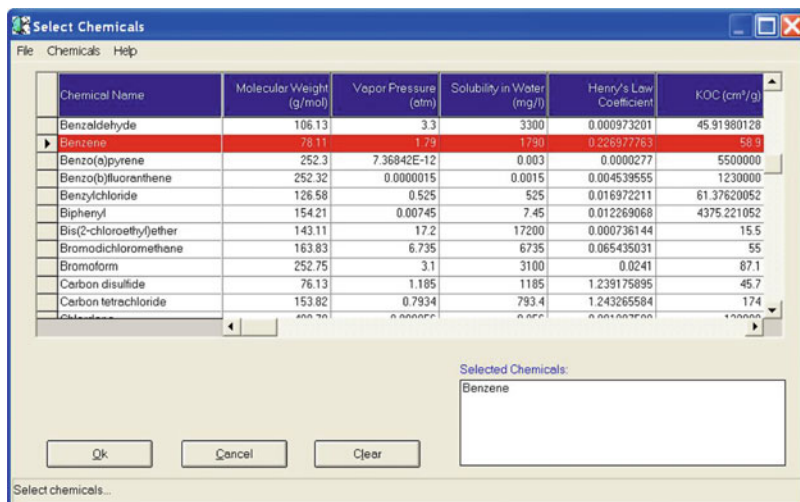 Select Chemicals
File Chemicals Help
Chemical Name Molecular Weight (g/mol) Vapor Pressure (atm) Solubility in Water (mg/l) Henry's Law Coefficient KOC (cm³/g)
Benzaldehyde 106.13 3.3 3300 0.000973201 45.91980128
Benzene 78.11 1.79 1790 0.226977763 58.9
Benzo(a)pyrene 252.3 7.36842E-12 0.003 0.0000277 5500000
Benzo(b)fluoranthene 252.32 0.0000015 0.0015 0.004539555 1230000
Benzylchloride 126.58 0.525 525 0.016972211 61.37620052
Biphenyl 154.21 0.00745 7.45 0.012269068 4375.221052
Bis(2-chloroethyl)ether 143.11 17.2 17200 0.000736144 15.5
Bromodichloromethane 163.83 6.735 6735 0.065435031 55
Bromoform 252.75 3.1 3100 0.0241 87.1
Carbon disulfide 76.13 1.185 1185 1.239175895 45.7
Carbon tetrachloride 153.82 0.7934 793.4 1.243265584 174
Selected Chemicals:
Benzene
Ok Cancel Clear
Select chemicals...